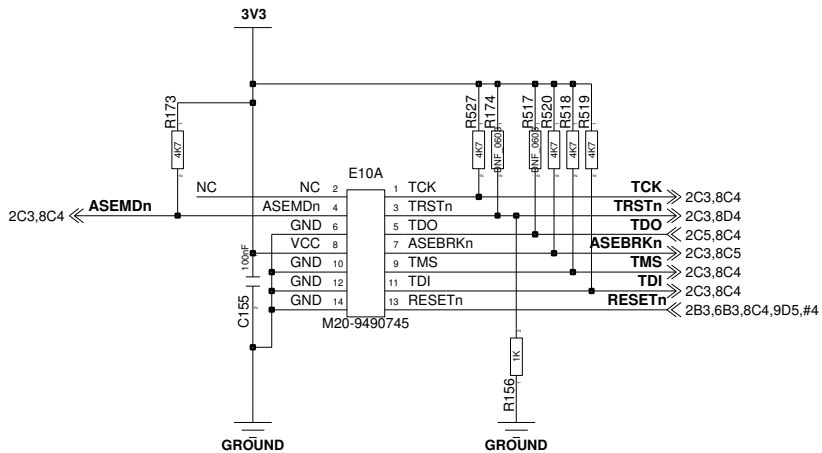 3V3
R173
R527
R174
R517
R520
R518
R519
4K7
4K7
DNF_0603
DNF_0603
4K7
4K7
4K7
E10A
NC
NC 2
1 TCK
TCK
2C3,8C4
2C3,8C4
ASEMDn
ASEMDn 4
3 TRSTn
TRSTn
2C3,8D4
GND 6
5 TDO
TDO
2C5,8C4
VCC 8
7 ASEBRKn
ASEBRKn
2C3,8C5
100nF
GND 10
9 TMS
TMS
2C3,8C4
GND 12
11 TDI
TDI
2C3,8C4
GND 14
13 RESETn
RESETn
2B3,6B3,8C4,9D5,#4
C155
M20-9490745
1K
R156
GROUND
GROUND